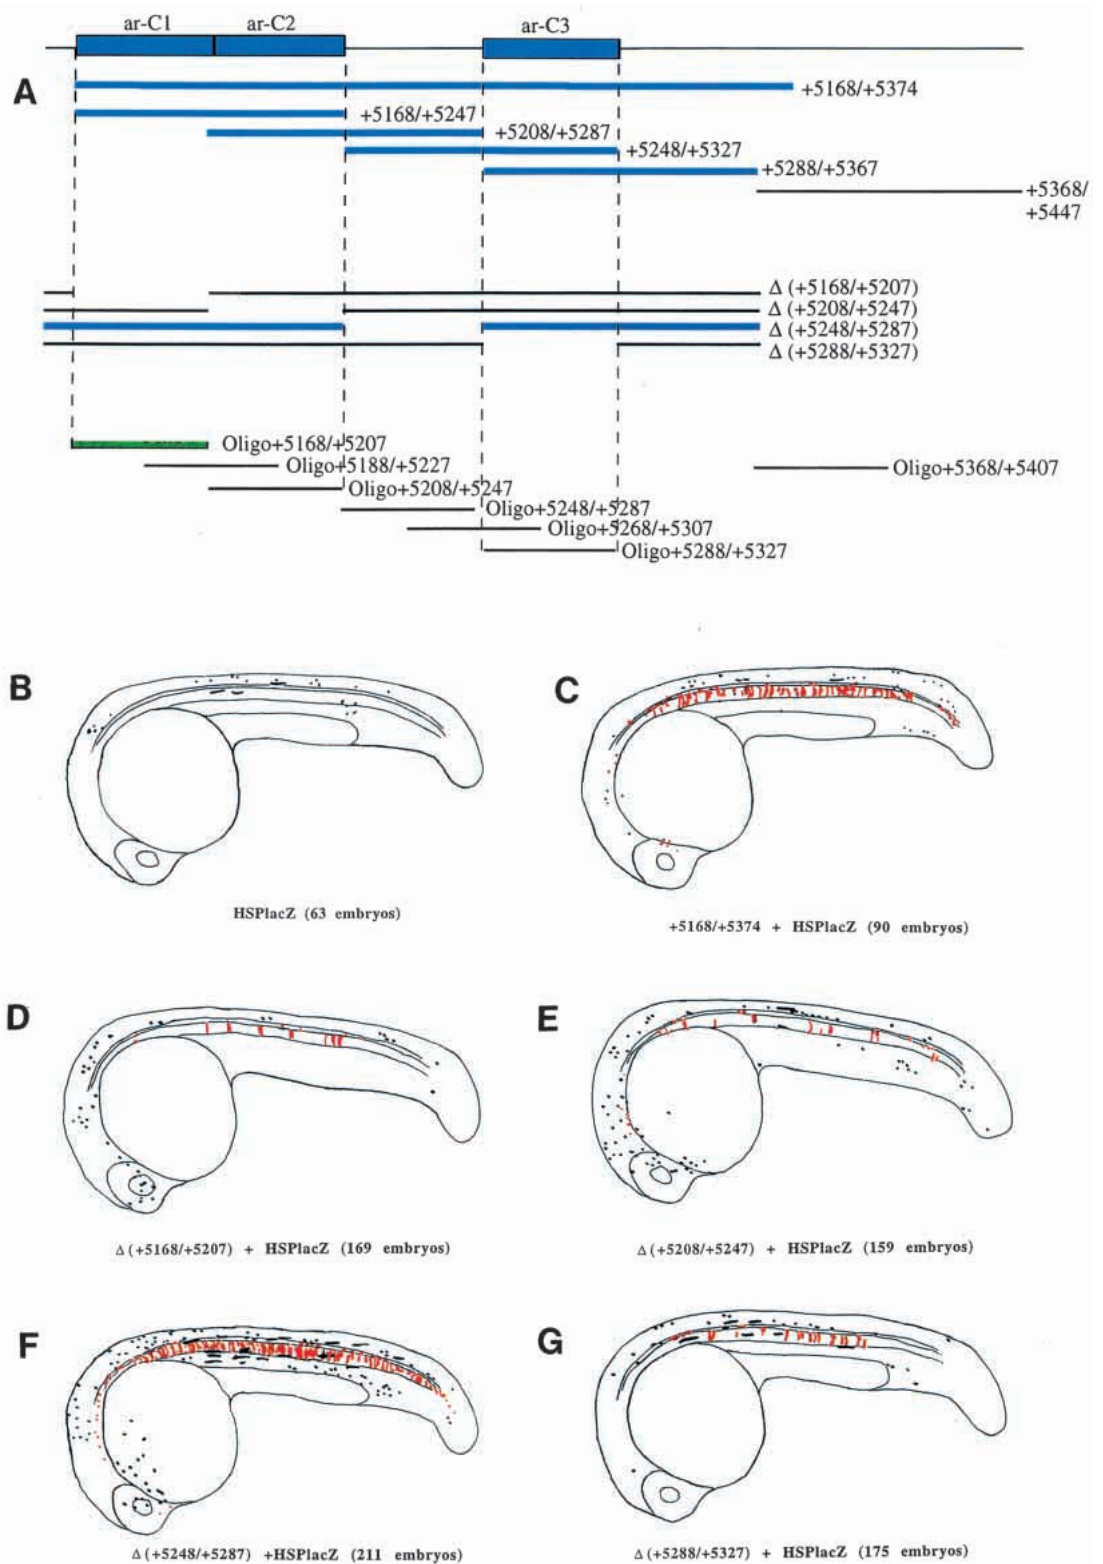 ar-C1 ar-C2
ar-C3
A
+5168/+5374
+5168/+5247
+5208/+5287
+5248/+5327
+5288/+5367
+5368/
+5447
Δ (+5168/+5207)
Δ (+5208/+5247)
Δ (+5248/+5287)
Δ (+5288/+5327)
Oligo+5168/+5207
Oligo+5188/+5227
Oligo+5368/+5407
Oligo+5208/+5247
Oligo+5248/+5287
Oligo+5268/+5307
Oligo+5288/+5327
B
HSPlacZ (63 embryos)
C
+5168/+5374 + HSPlacZ (90 embryos)
D
Δ (+5168/+5207) + HSPlacZ (169 embryos)
E
Δ (+5208/+5247) + HSPlacZ (159 embryos)
F
Δ (+5248/+5287) +HSPlacZ (211 embryos)
G
Δ (+5288/+5327) + HSPlacZ (175 embryos)